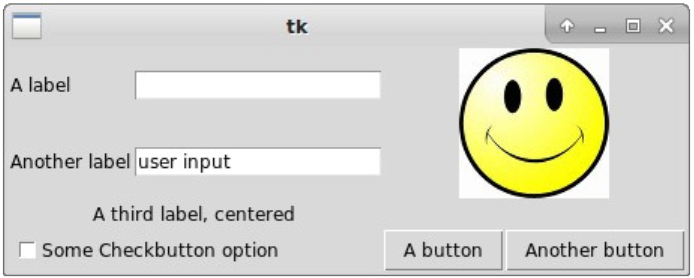 tk
A label
Another label user input
A third label, centered
Some Checkbutton option A button Another button